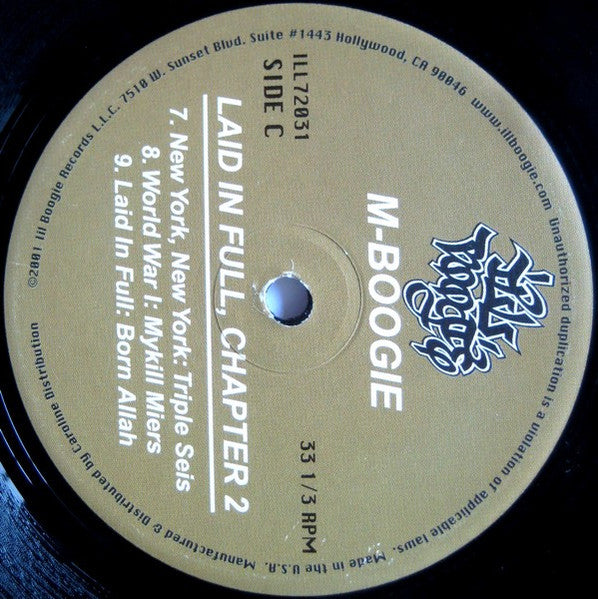 ill Boogie
M-BOOGIE
ILL72031
SIDE C
33 1/3 RPM
LAID IN FULL, CHAPTER 2
7. New York, New York: Triple Seis
8. World War I: Mykill Miers
9. Laid In Full: Born Allah
©2001 ill Boogie Records L.L.C. 7510 W. Sunset Blvd. Suite #1443 Hollywood, CA 90046 www.illboogie.com Unauthorized duplication is a violation of applicable laws. Made in the U.S.A. Manufactured & Distributed by Caroline Distribution